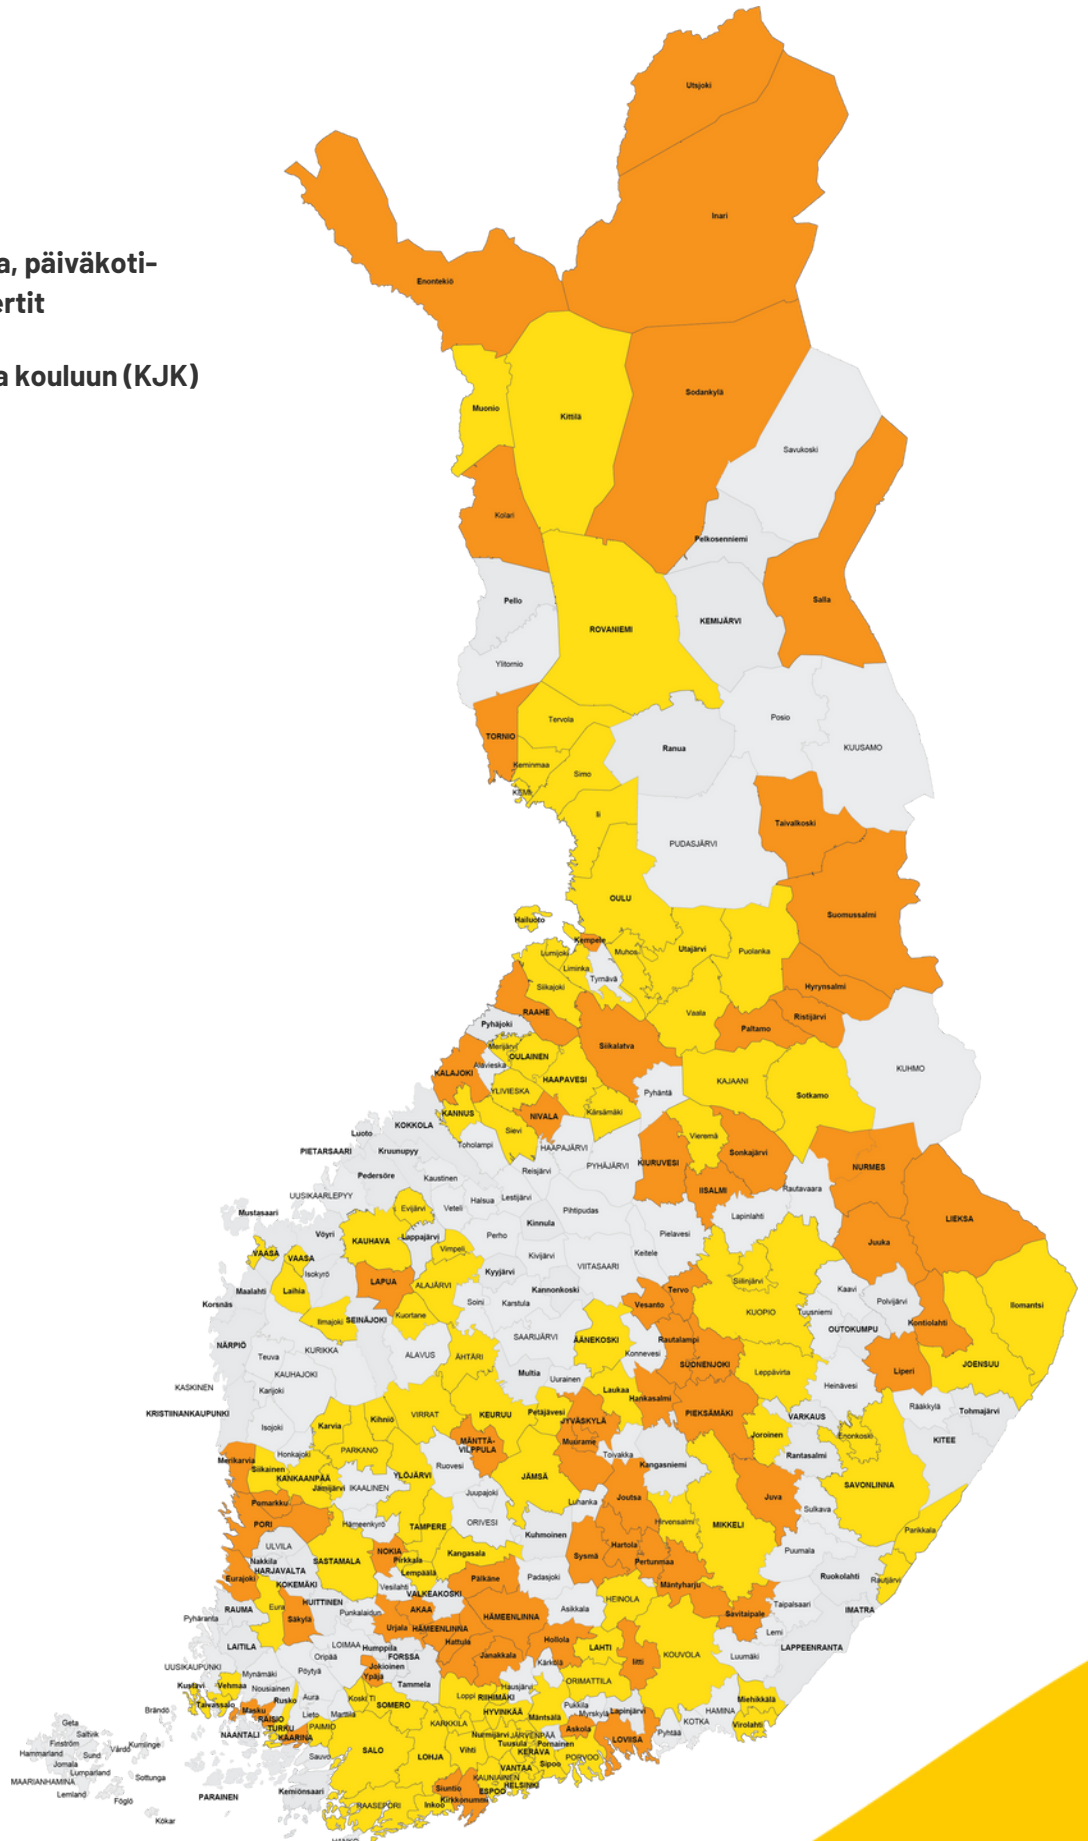 a, päiväkoti-
ertit
a kouluun (KJK)
Utsjoki
Inari
Enontekiö
Sodankylä
Muonio
Kittilä
Savukoski
Kolari
Pelkosenniemi
Pello
Salla
KEMIJÄRVI
ROVANIEMI
Ylitornio
Tervola
Posio
TORNIO
Ranua
KUUSAMO
Keminmaa
Simo
KEMI
Ii
Taivalkoski
PUDASJÄRVI
OULU
Suomussalmi
Hailuoto
Kempele
Lumijoki
Muhos
Utajärvi
Puolanka
Liminka
Tyrnävä
Siikajoki
Hyrynsalmi
RAAHE
Vaala
Ristijärvi
Pyhäjoki
Paltamo
Merijärvi
Siikalatva
OULAINEN
Alavieska
KALAJOKI
HAAPAVESI
KAJAANI
KUHMO
YLIVIESKA
Pyhäntä
Sotkamo
KANNUS
NIVALA
Kärsämäki
KOKKOLA
Sievi
Luoto
Vieremä
Toholampi
HAAPAJÄRVI
PIETARSAARI
Kruunupyy
Sonkajärvi
KIURUVESI
PYHÄJÄRVI
NURMES
Reisjärvi
Pedersöre
Kaustinen
IISALMI
Rautavaara
UUSIKAARLEPYY
Lestijärvi
Halsua
Evijärvi
Veteli
Pihtipudas
Mustasaari
Lapinlahti
LIEKSA
Kinnula
Vöyri
Perho
Pielavesi
Lappajärvi
KAUHAVA
Juuka
Vimpeli
VAASA
VAASA
Keitele
Kivijärvi
VIITASAARI
Isokyrö
Kyyjärvi
LAPUA
Siilinjärvi
ALAJÄRVI
Maalahti
Laihia
Kannonkoski
Tervo
Kaavi
Soini
Karstula
Vesanto
Polvijärvi
Ilomantsi
Korsnäs
KUOPIO
Tuusniemi
Kuortane
Ilmajoki
SEINÄJOKI
Kontiolahti
OUTOKUMPU
SAARIJÄRVI
ÄÄNEKOSKI
Rautalampi
NÄRPIÖ
KURIKKA
Konnevesi
Teuva
ALAVUS
ÄHTÄRI
SUONENJOKI
JOENSUU
Multia
Leppävirta
Liperi
KAUHAJOKI
Uurainen
KASKINEN
Karijoki
Heinävesi
Laukaa
Hankasalmi
Rääkkylä
KRISTIINANKAUPUNKI
VIRRAT
KEURUU
Petäjävesi
PIEKSÄMÄKI
VARKAUS
Tohmajärvi
Kihniö
JYVÄSKYLÄ
Isojoki
Karvia
Joroinen
Enonkoski
KITEE
MÄNTTÄ-
VILPPULA
Muurame
PARKANO
Toivakka
Honkajoki
Rantasalmi
Merikarvia
Kangasniemi
Ruovesi
Siikainen
YLÖJÄRVI
JÄMSÄ
SAVONLINNA
KANKAANPÄÄ
IKAALINEN
Jämijärvi
Juupajoki
Joutsa
Juva
Pomarkku
Luhanka
Sulkava
PORI
Hämeenkyrö
ORIVESI
Hirvensalmi
MIKKELI
TAMPERE
Kuhmoinen
Parikkala
ULVILA
Hartola
NOKIA
Kangasala
Puumala
Nakkila
SASTAMALA
Pirkkala
Sysmä
Pertunmaa
HARJAVALTA
Lempäälä
Eurajoki
Pälkäne
Padasjoki
Ruokolahti
Rautjärvi
KOKEMÄKI
Vesilahti
Mäntyharju
VALKEAKOSKI
HEINOLA
HUITTINEN
Taipalsaari
RAUMA
Eura
AKAA
Asikkala
IMATRA
Punkalaidun
Savitaipale
Säkylä
HÄMEENLINNA
Pyhäranta
Urjala
HÄMEENLINNA
Lemi
Hollola
LAITILA
LOIMAA
Humppila
Hattula
LAHTI
LAPPEENRANTA
KOUVOLA
Oripää
FORSSA
Janakkala
Luumäki
Iitti
UUSIKAUPUNKI
Jokioinen
Kärkölä
Pöytyä
Mynämäki
Ypäjä
Tammela
ORIMATTILA
Kustavi
Vehmaa
Nousiainen
Hausjärvi
Aura
Koski Tl
Loppi
RIIHIMÄKI
Miehikkälä
Rusko
Taivassalo
SOMERO
Pukkila
Brändö
Masku
Lieto
Marttila
HYVINKÄÄ
Myrskylä
Lapinjärvi
HAMINA
Mäntsälä
RAISIO
KOTKA
Geta
KARKKILA
Virolahti
TURKU
PAIMIO
Askola
Saltvik
NAANTALI
Nurmijärvi
JÄRVENPÄÄ
Pyhtää
KAARINA
LOVIISA
Finström
Kumlinge
Tuusula
Pornainen
Vårdö
SALO
Vihti
KERAVA
Hammarland
Sund
Sauvo
LOHJA
PORVOO
Jomala
Sipoo
VANTAA
Lumparland
Sottunga
KAUNIAINEN
MAARIANHAMINA
HELSINKI
Siuntio
ESPOO
Kemiönsaari
Lemland
PARAINEN
Kirkkonummi
Föglö
RAASEPORI
Inkoo
Kökar
HANKO